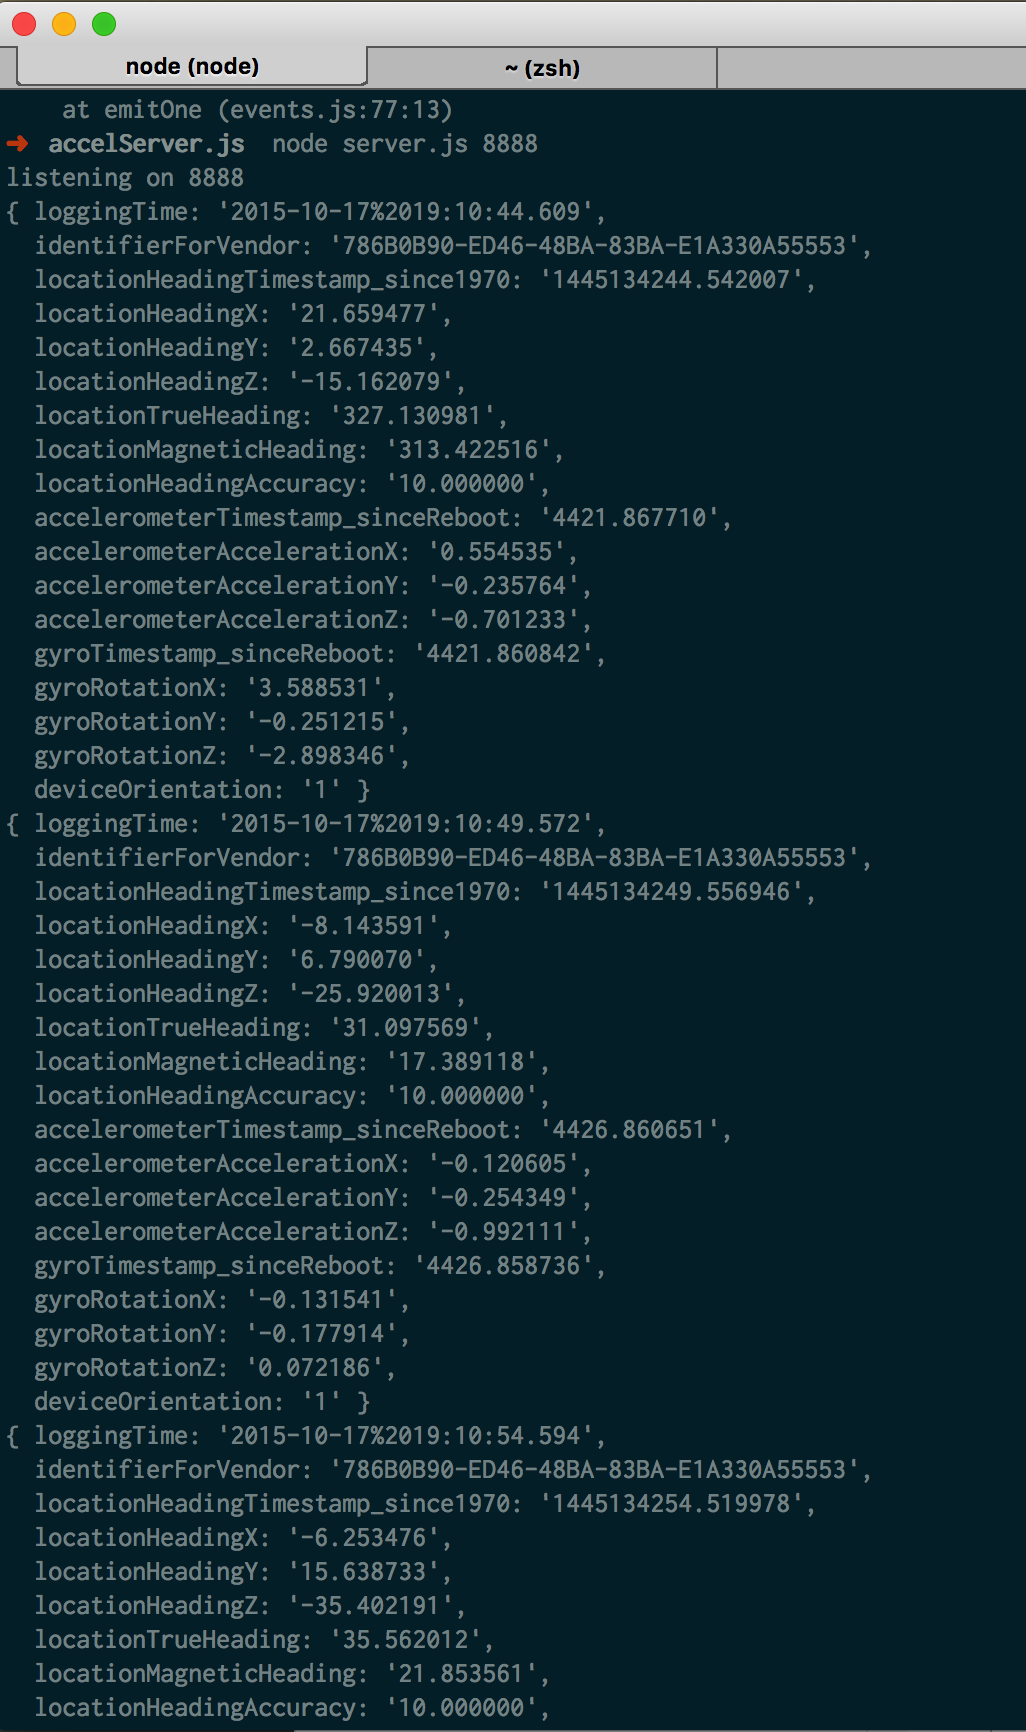 node (node)
~ (zsh)
at emitOne (events.js:77:13)
➜ accelServer.js node server.js 8888
listening on 8888
{ loggingTime: '2015-10-17%2019:10:44.609',
identifierForVendor: '786B0B90-ED46-48BA-83BA-E1A330A55553',
locationHeadingTimestamp_since1970: '1445134244.542007',
locationHeadingX: '21.659477',
locationHeadingY: '2.667435',
locationHeadingZ: '-15.162079',
locationTrueHeading: '327.130981',
locationMagneticHeading: '313.422516',
locationHeadingAccuracy: '10.000000',
accelerometerTimestamp_sinceReboot: '4421.867710',
accelerometerAccelerationX: '0.554535',
accelerometerAccelerationY: '-0.235764',
accelerometerAccelerationZ: '-0.701233',
gyroTimestamp_sinceReboot: '4421.860842',
gyroRotationX: '3.588531',
gyroRotationY: '-0.251215',
gyroRotationZ: '-2.898346',
deviceOrientation: '1' }
{ loggingTime: '2015-10-17%2019:10:49.572',
identifierForVendor: '786B0B90-ED46-48BA-83BA-E1A330A55553',
locationHeadingTimestamp_since1970: '1445134249.556946',
locationHeadingX: '-8.143591',
locationHeadingY: '6.790070',
locationHeadingZ: '-25.920013',
locationTrueHeading: '31.097569',
locationMagneticHeading: '17.389118',
locationHeadingAccuracy: '10.000000',
accelerometerTimestamp_sinceReboot: '4426.860651',
accelerometerAccelerationX: '-0.120605',
accelerometerAccelerationY: '-0.254349',
accelerometerAccelerationZ: '-0.992111',
gyroTimestamp_sinceReboot: '4426.858736',
gyroRotationX: '-0.131541',
gyroRotationY: '-0.177914',
gyroRotationZ: '0.072186',
deviceOrientation: '1' }
{ loggingTime: '2015-10-17%2019:10:54.594',
identifierForVendor: '786B0B90-ED46-48BA-83BA-E1A330A55553',
locationHeadingTimestamp_since1970: '1445134254.519978',
locationHeadingX: '-6.253476',
locationHeadingY: '15.638733',
locationHeadingZ: '-35.402191',
locationTrueHeading: '35.562012',
locationMagneticHeading: '21.853561',
locationHeadingAccuracy: '10.000000',